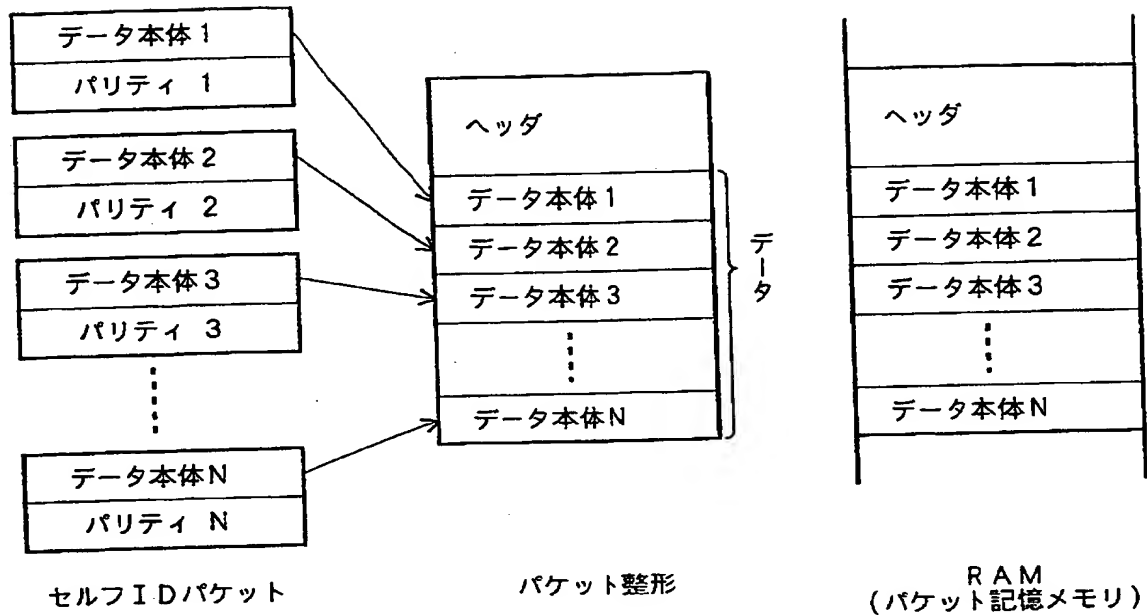 データ本体1
パリティ 1
データ本体2
パリティ 2
データ本体3
パリティ 3
データ本体N
パリティ N
セルフIDパケット
ヘッダ
データ本体1
データ本体2
データ本体3
データ本体N
データ
パケット整形
ヘッダ
データ本体1
データ本体2
データ本体3
データ本体N
RAM
(パケット記憶メモリ)